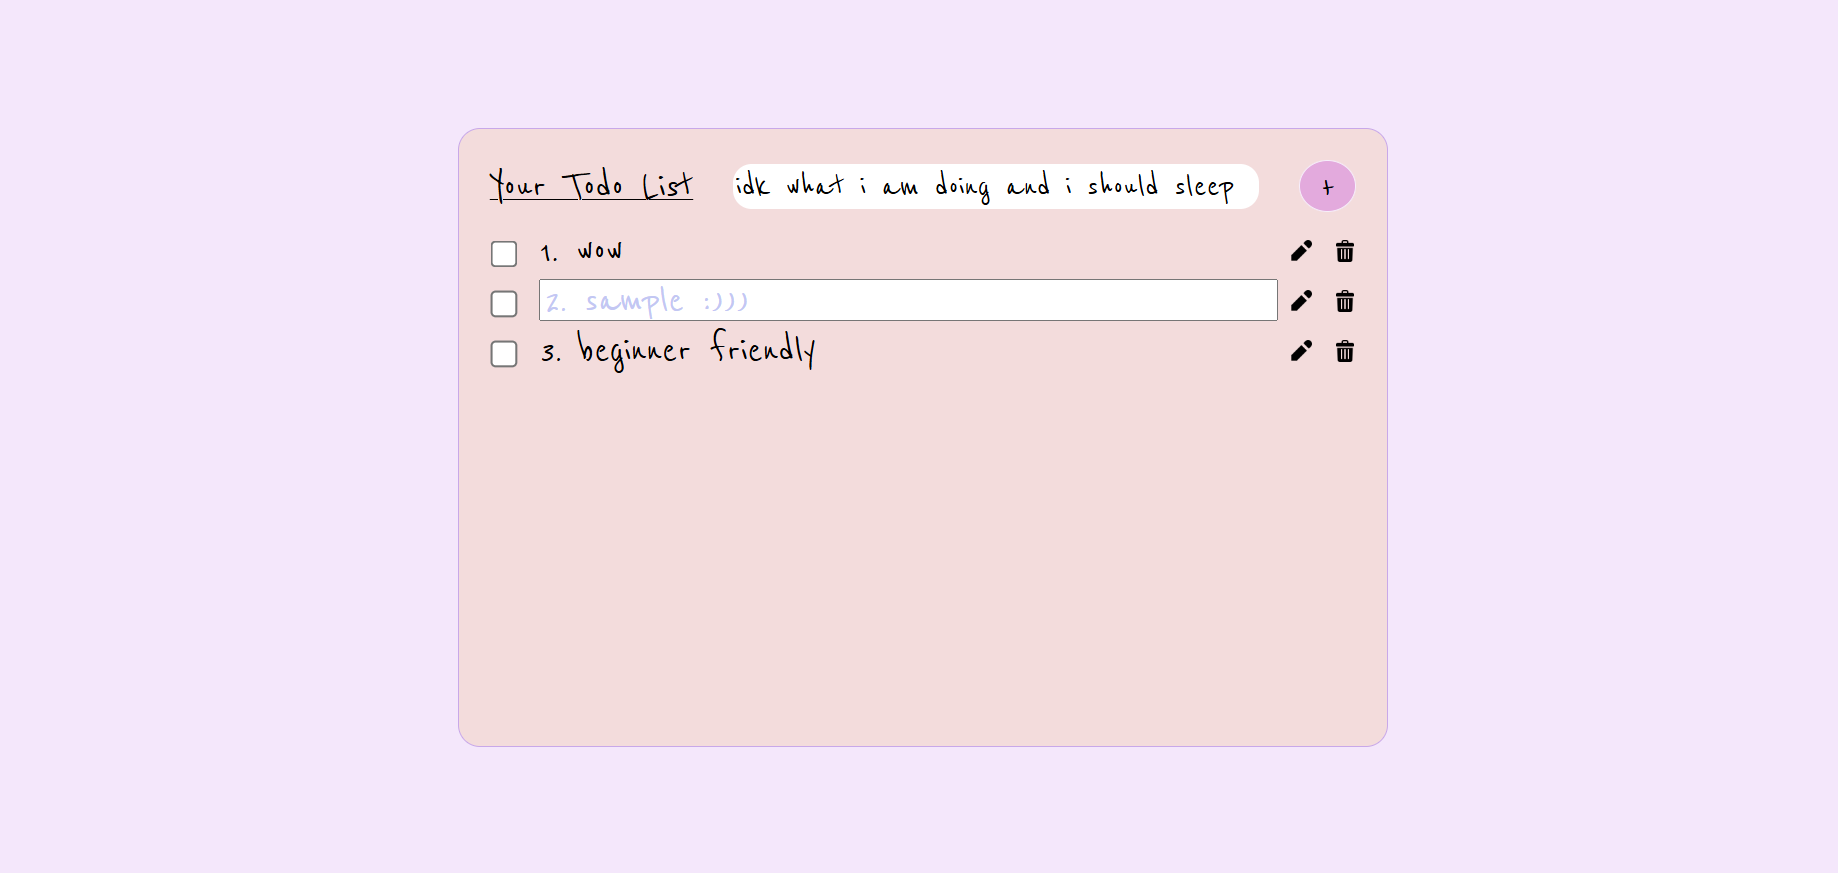 Your Todo List idk what i am doing and i should sleep +
1. wow
2. sample :)))
3. beginner friendly